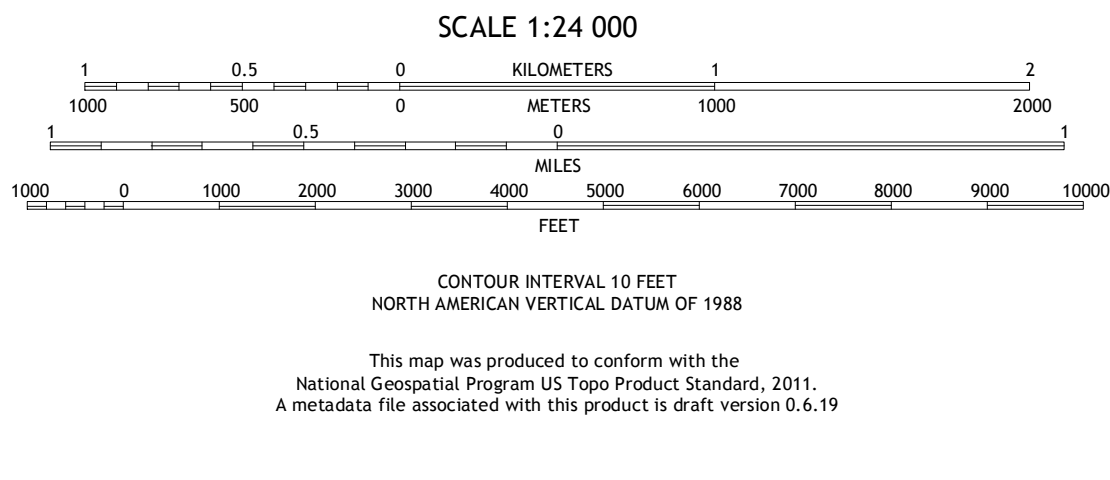 SCALE 1:24 000
1 0.5 0 KILOMETERS 1 2
1000 500 0 METERS 1000 2000
1 0.5 0 1
MILES
1000 0 1000 2000 3000 4000 5000 6000 7000 8000 9000 10000
FEET
CONTOUR INTERVAL 10 FEET
NORTH AMERICAN VERTICAL DATUM OF 1988
This map was produced to conform with the
National Geospatial Program US Topo Product Standard, 2011.
A metadata file associated with this product is draft version 0.6.19